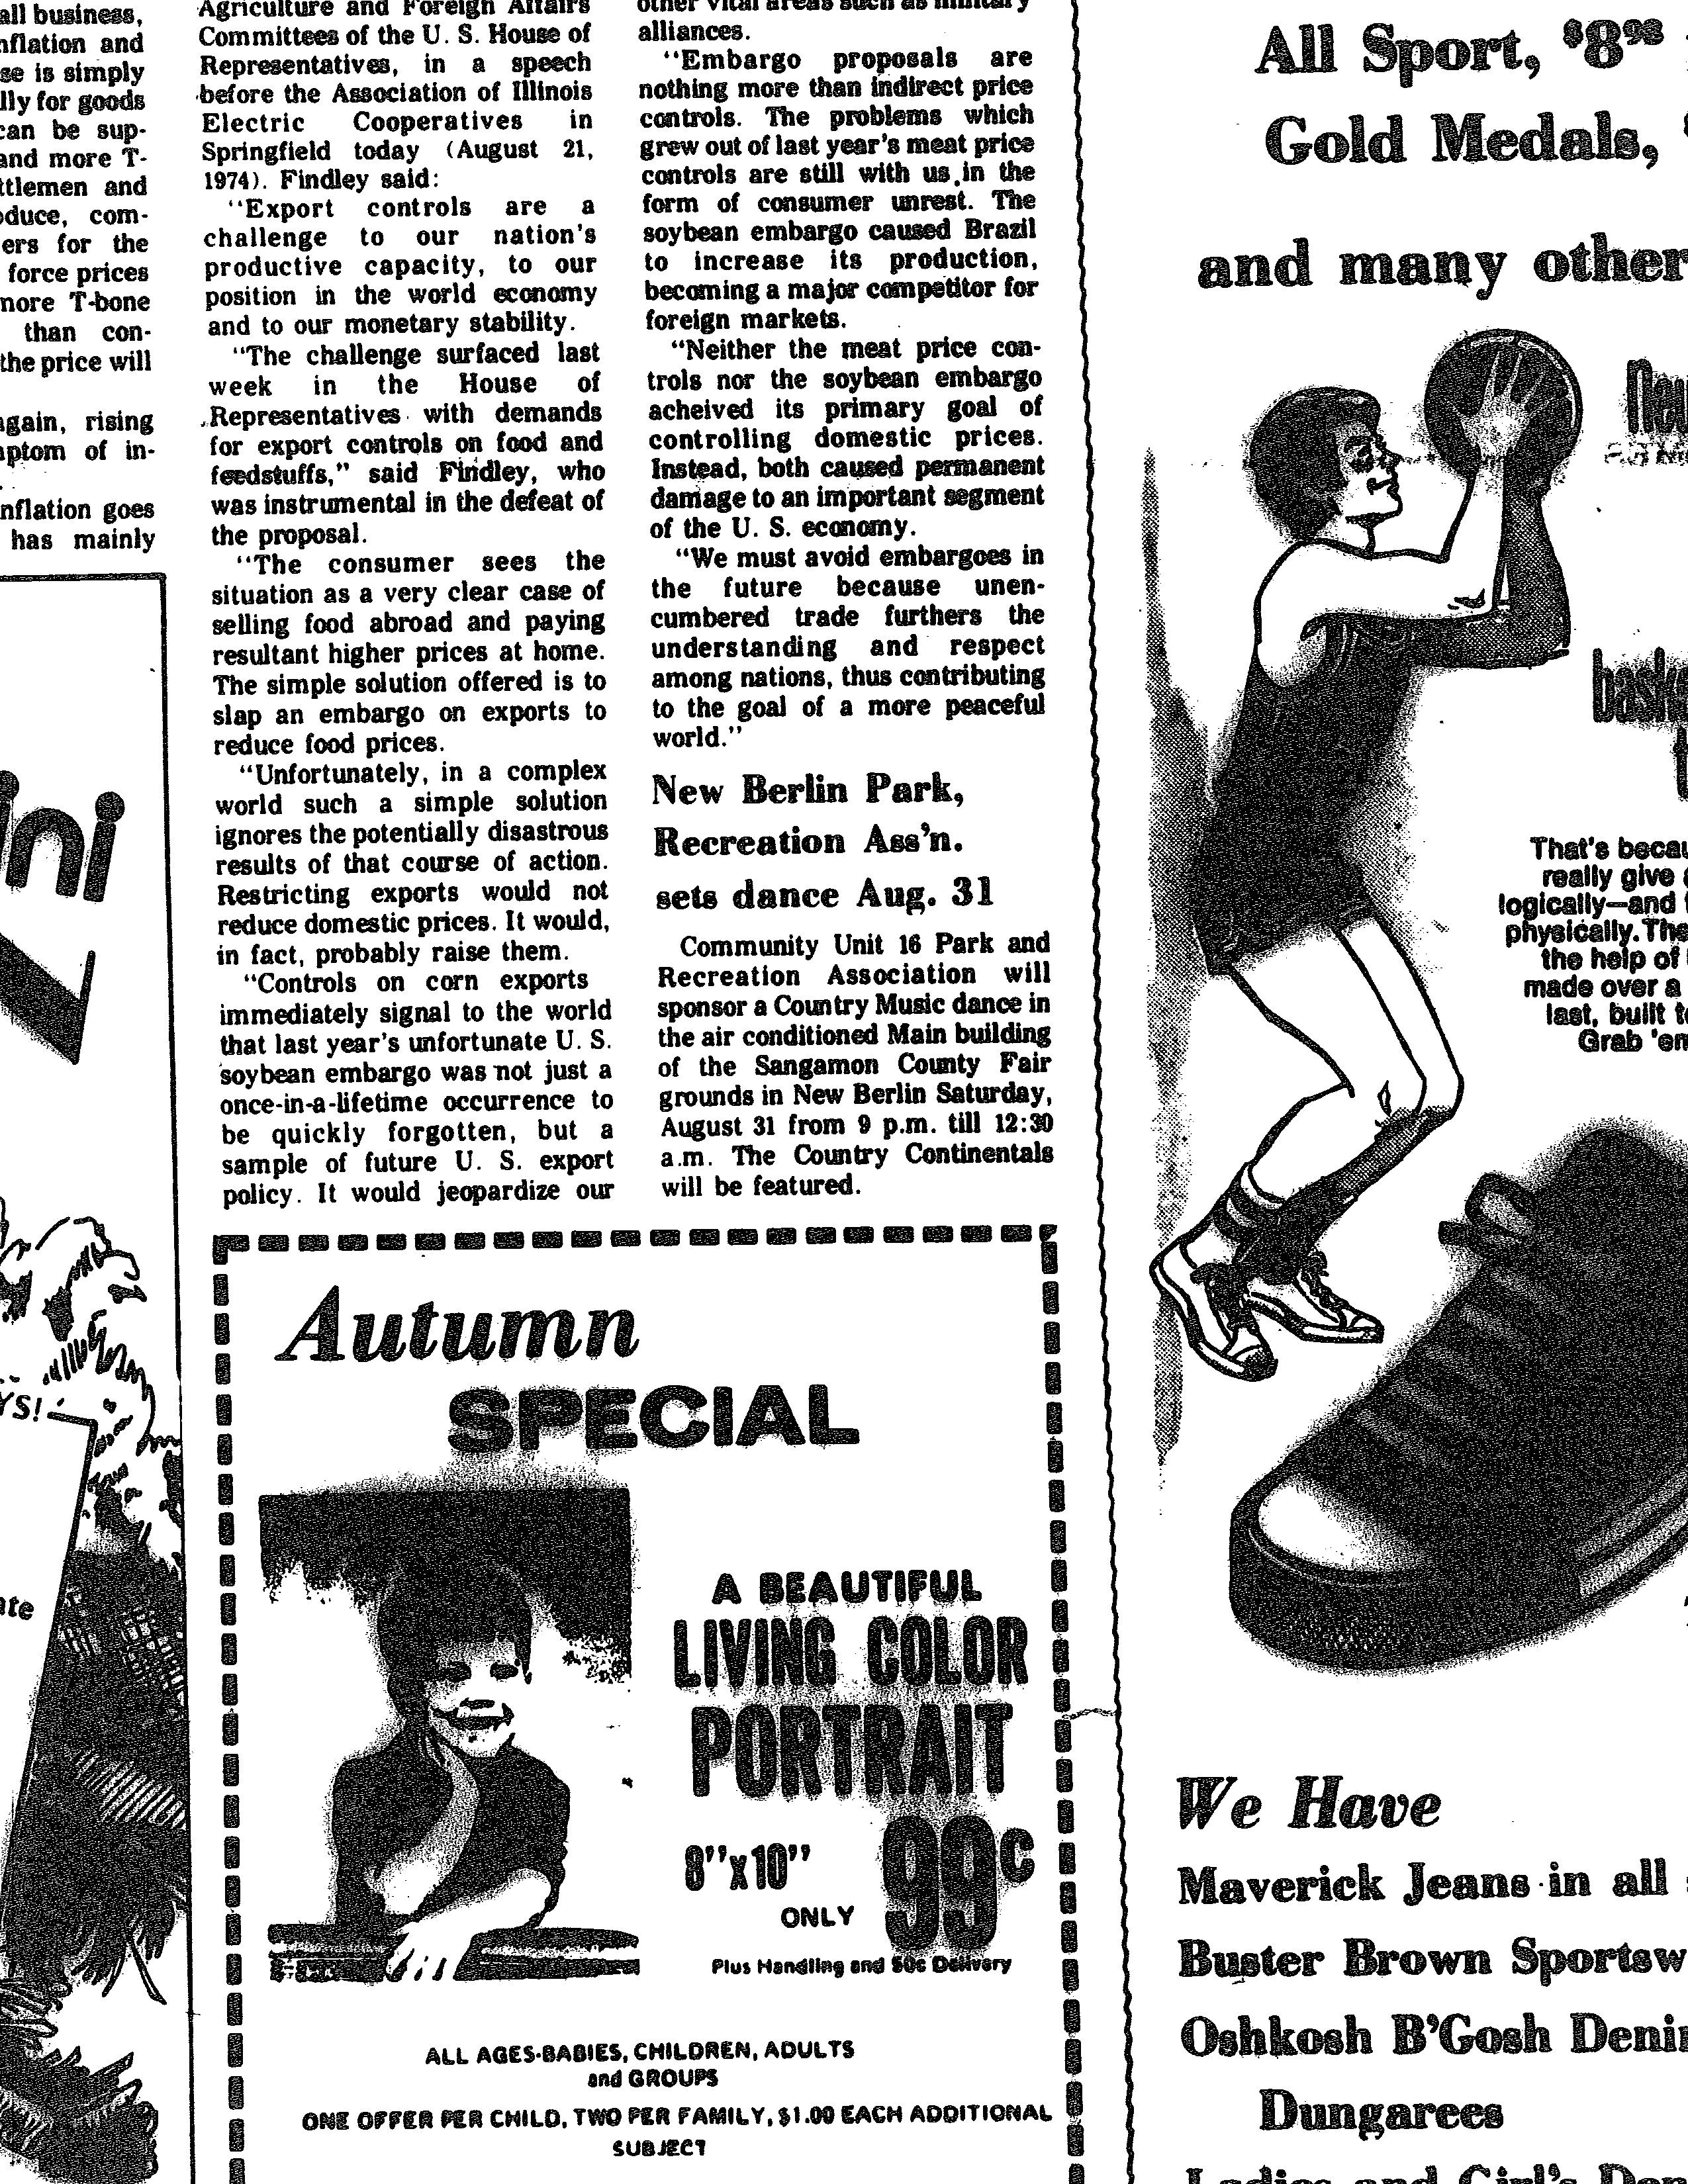 all business,
nflation and
se is simply
lly for goods
can be sup-
and more T-
ttlemen and
oduce, com-
ers for the
force prices
more T-bone
than con-
the price will
again, rising
ptom of in-
nflation goes
has mainly
ini
YS!
ate
Agriculture and Foreign Affairs
Committees of the U. S. House of
Representatives, in a speech
before the Association of Illinois
Electric Cooperatives in
Springfield today (August 21,
1974). Findley said:
"Export controls are a
challenge to our nation's
productive capacity, to our
position in the world economy
and to our monetary stability.
"The challenge surfaced last
week in the House of
Representatives with demands
for export controls on food and
feedstuffs," said Findley, who
was instrumental in the defeat of
the proposal.
"The consumer sees the
situation as a very clear case of
selling food abroad and paying
resultant higher prices at home.
The simple solution offered is to
slap an embargo on exports to
reduce food prices.
"Unfortunately, in a complex
world such a simple solution
ignores the potentially disastrous
results of that course of action.
Restricting exports would not
reduce domestic prices. It would,
in fact, probably raise them.
"Controls on corn exports
immediately signal to the world
that last year's unfortunate U. S.
soybean embargo was not just a
once-in-a-lifetime occurrence to
be quickly forgotten, but a
sample of future U. S. export
policy. It would jeopardize our
other vital areas such as military
alliances.
"Embargo proposals are
nothing more than indirect price
controls. The problems which
grew out of last year's meat price
controls are still with us in the
form of consumer unrest. The
soybean embargo caused Brazil
to increase its production,
becoming a major competitor for
foreign markets.
"Neither the meat price con-
trols nor the soybean embargo
acheived its primary goal of
controlling domestic prices.
Instead, both caused permanent
damage to an important segment
of the U. S. economy.
"We must avoid embargoes in
the future because unen-
cumbered trade furthers the
understanding and respect
among nations, thus contributing
to the goal of a more peaceful
world."
New Berlin Park,
Recreation Ass'n.
sets dance Aug. 31
Community Unit 16 Park and
Recreation Association will
sponsor a Country Music dance in
the air conditioned Main building
of the Sangamon County Fair
grounds in New Berlin Saturday,
August 31 from 9 p.m. till 12:30
a.m. The Country Continentals
will be featured.
Autumn
SPECIAL
A BEAUTIFUL
LIVING COLOR
PORTRAIT
8"x10"
99c
ONLY
Plus Handling and 50c Delivery
ALL AGES-BABIES, CHILDREN, ADULTS
and GROUPS
ONE OFFER PER CHILD, TWO PER FAMILY, $1.00 EACH ADDITIONAL
SUBJECT
All Sport, $8.98
Gold Medals,
and many other
baske
That's becau
really give a
logically—and
physically. The
the help of
made over a
last, built to
Grab 'em
We Have
Maverick Jeans in all
Buster Brown Sportsw
Oshkosh B'Gosh Denim
Dungarees
Ladies and Girl's